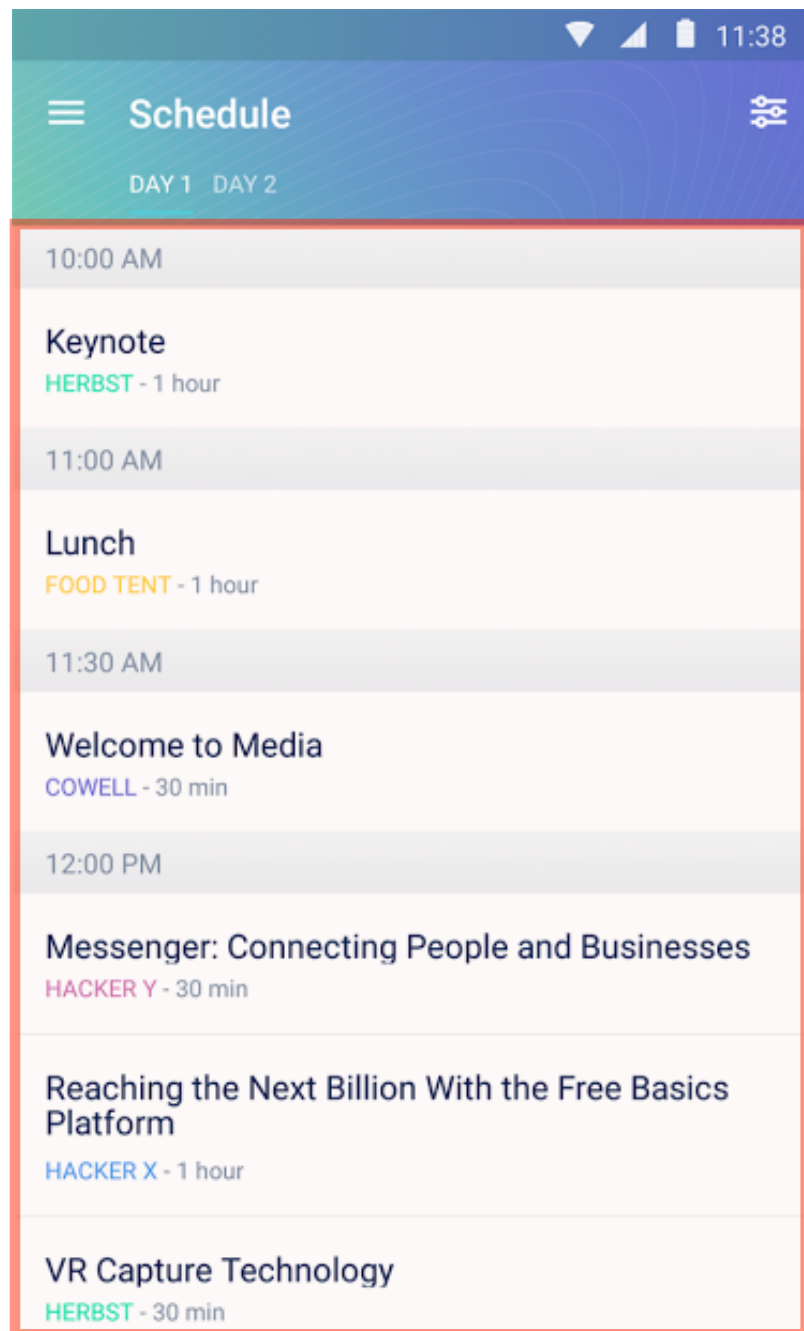 11:38
Schedule
DAY 1 DAY 2
10:00 AM
Keynote
HERBST - 1 hour
11:00 AM
Lunch
FOOD TENT - 1 hour
11:30 AM
Welcome to Media
COWELL - 30 min
12:00 PM
Messenger: Connecting People and Businesses
HACKER Y - 30 min
Reaching the Next Billion With the Free Basics
Platform
HACKER X - 1 hour
VR Capture Technology
HERBST - 30 min